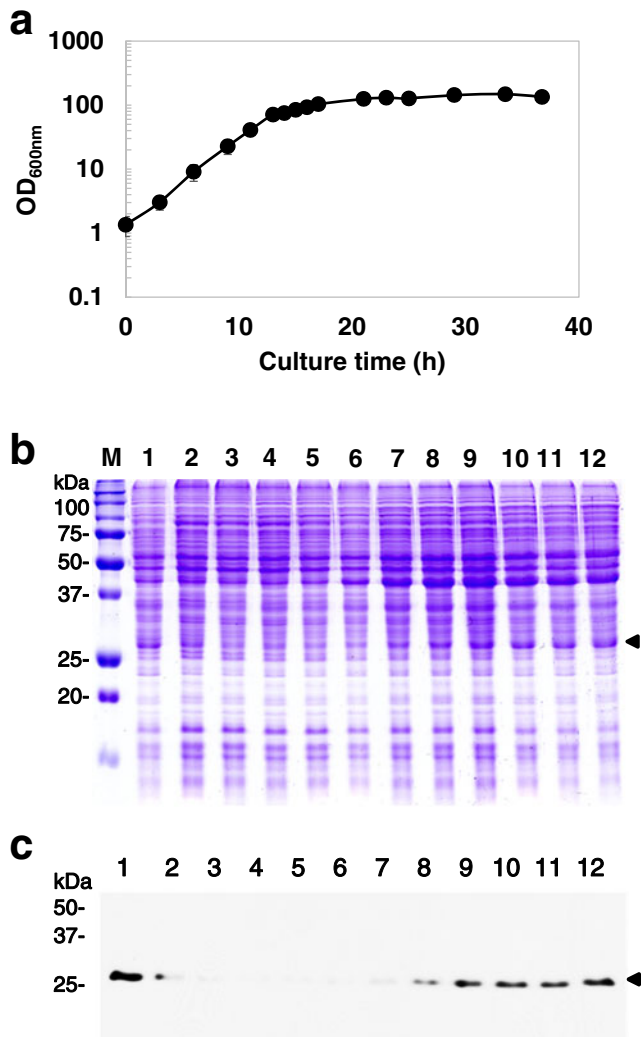 a
1000
100
10
1
0.1
OD600nm
0 10 20 30 40
Culture time (h)
b
M 1 2 3 4 5 6 7 8 9 10 11 12
kDa
100
75-
50-
37-
25-
20-
c
1 2 3 4 5 6 7 8 9 10 11 12
kDa
50-
37-
25-